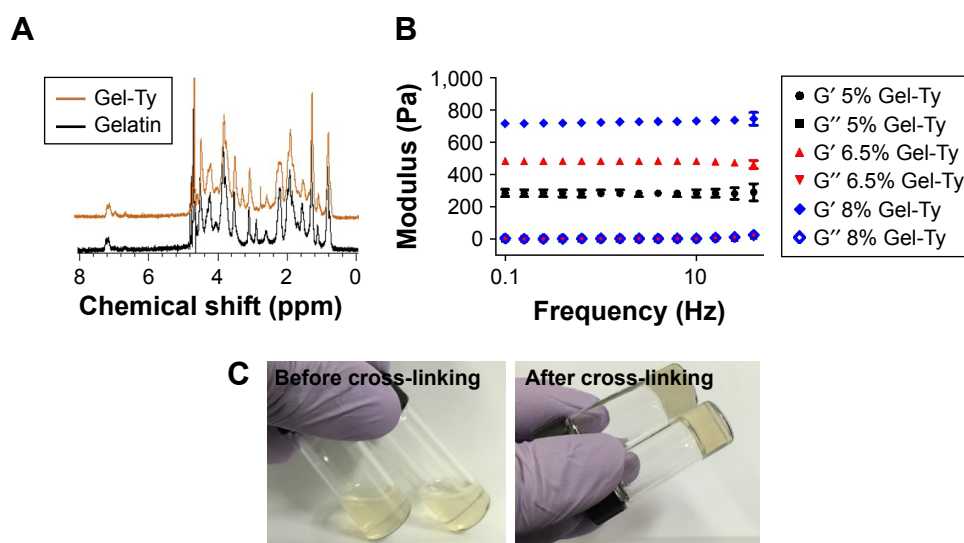 A
Gel-Ty
Gelatin
8 6 4 2 0
Chemical shift (ppm)
B
1,000
800
600
400
200
0
Modulus (Pa)
0.1 10
Frequency (Hz)
G′ 5% Gel-Ty
G″ 5% Gel-Ty
G′ 6.5% Gel-Ty
G″ 6.5% Gel-Ty
G′ 8% Gel-Ty
G″ 8% Gel-Ty
C
Before cross-linking
After cross-linking